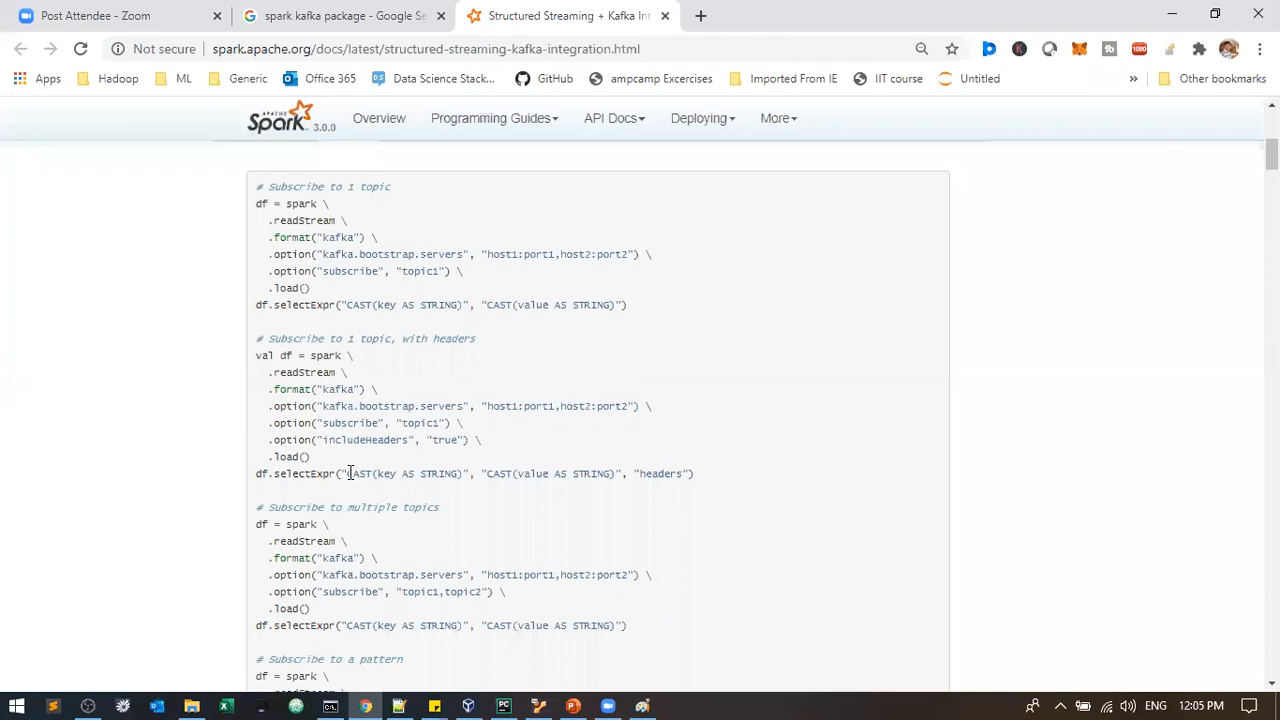 Post Attendee - Zoom
spark kafka package - Google Se
Structured Streaming + Kafka Int
Not secure
spark.apache.org/docs/latest/structured-streaming-kafka-integration.html
Apps
Hadoop
ML
Generic
Office 365
Data Science Stack...
GitHub
ampcamp Excercises
Imported From IE
IIT course
Untitled
»
Other bookmarks
APACHE
Spark 3.0.0
Overview
Programming Guides
API Docs
Deploying
More
# Subscribe to 1 topic
df = spark \
.readStream \
.format("kafka") \
.option("kafka.bootstrap.servers", "host1:port1,host2:port2") \
.option("subscribe", "topic1") \
.load()
df.selectExpr("CAST(key AS STRING)", "CAST(value AS STRING)")
# Subscribe to 1 topic, with headers
val df = spark \
.readStream \
.format("kafka") \
.option("kafka.bootstrap.servers", "host1:port1,host2:port2") \
.option("subscribe", "topic1") \
.option("includeHeaders", "true") \
.load()
df.selectExpr("CAST(key AS STRING)", "CAST(value AS STRING)", "headers")
# Subscribe to multiple topics
df = spark \
.readStream \
.format("kafka") \
.option("kafka.bootstrap.servers", "host1:port1,host2:port2") \
.option("subscribe", "topic1,topic2") \
.load()
df.selectExpr("CAST(key AS STRING)", "CAST(value AS STRING)")
# Subscribe to a pattern
df = spark \
.readStream \
ENG
12:05 PM